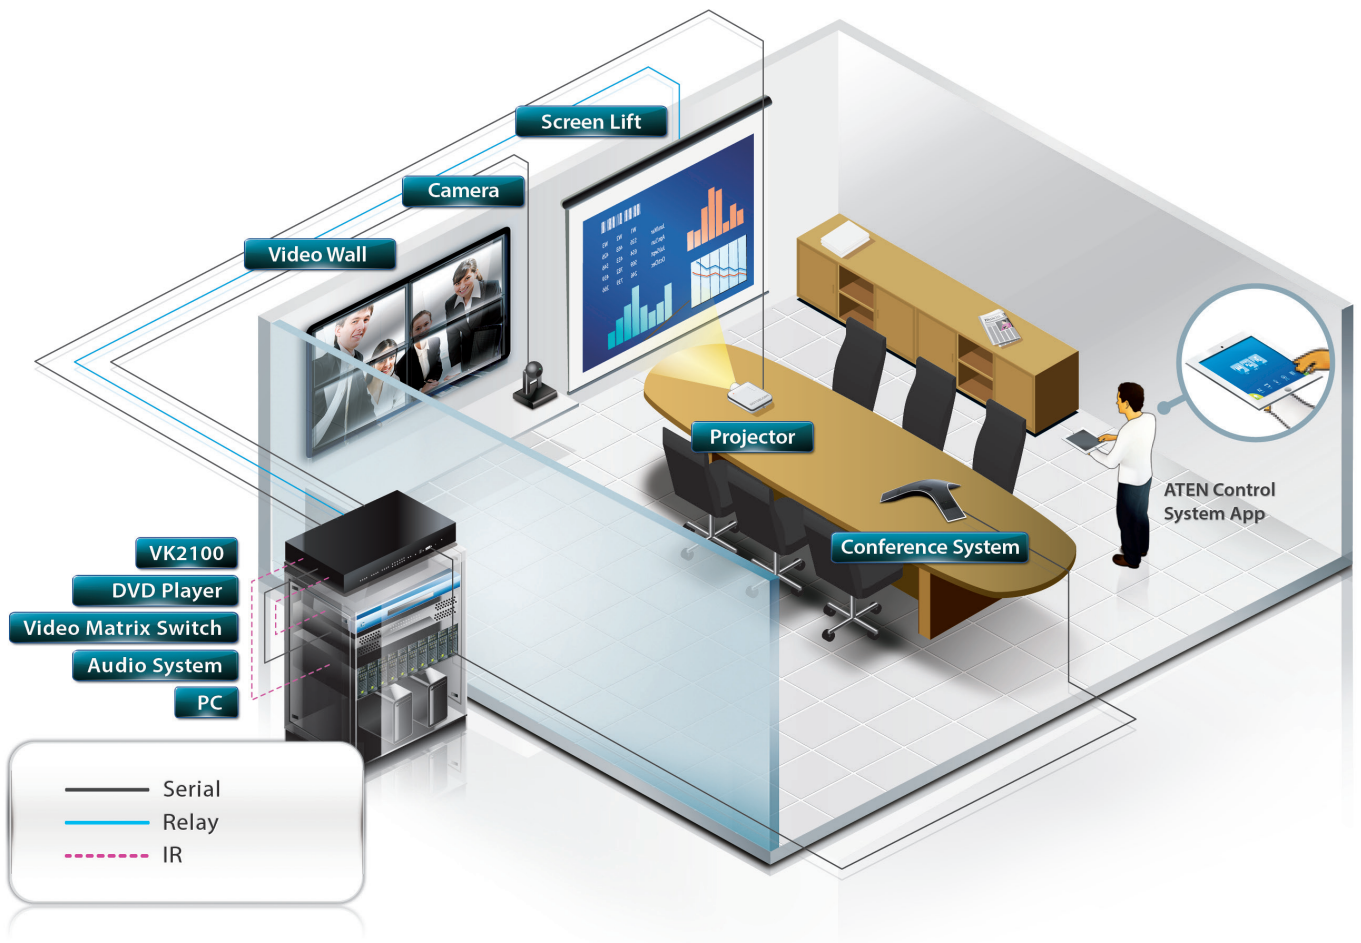 Screen Lift
Camera
Video Wall
Projector
Conference System
ATEN Control
System App
VK2100
DVD Player
Video Matrix Switch
Audio System
PC
Serial
Relay
IR